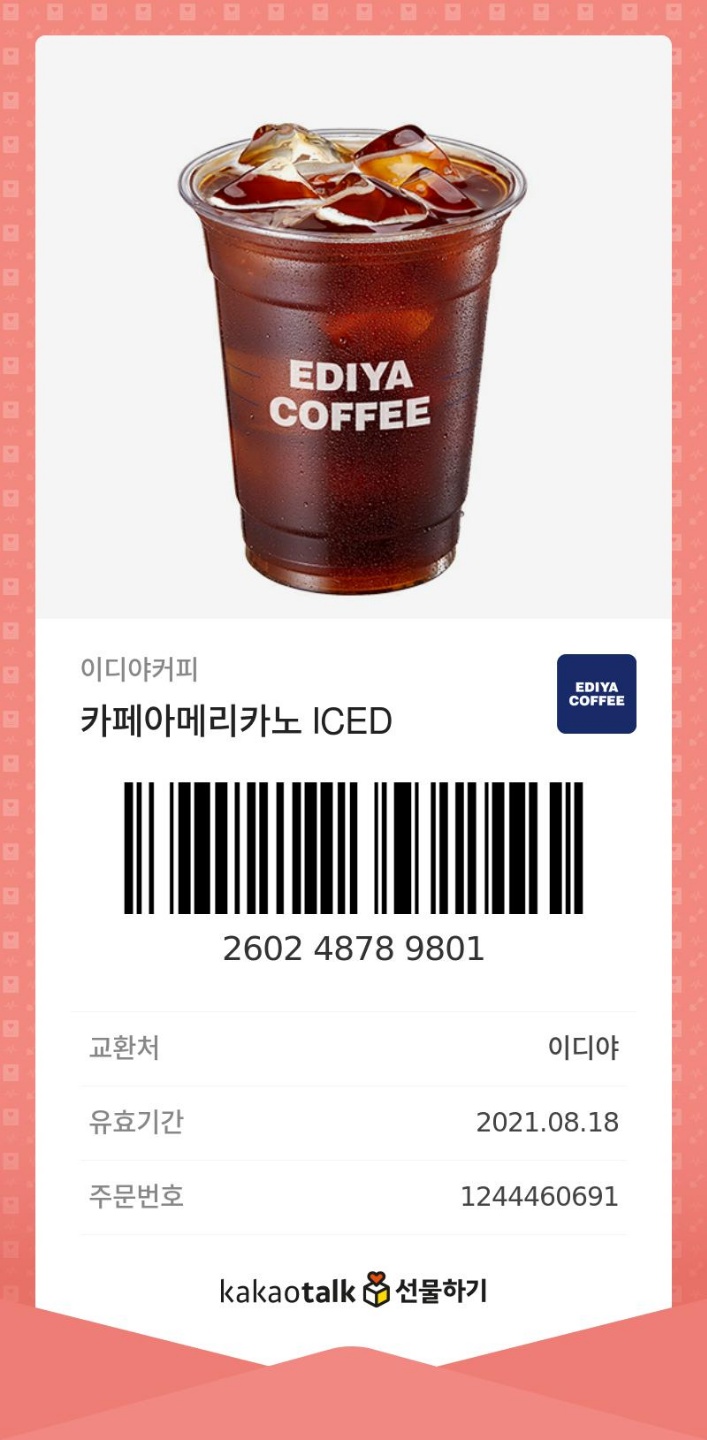 EDIYA
COFFEE
이디야커피
카페아메리카노 ICED
EDIYA
COFFEE
2602 4878 9801
교환처 이디야
유효기간 2021.08.18
주문번호 1244460691
kakaotalk 선물하기